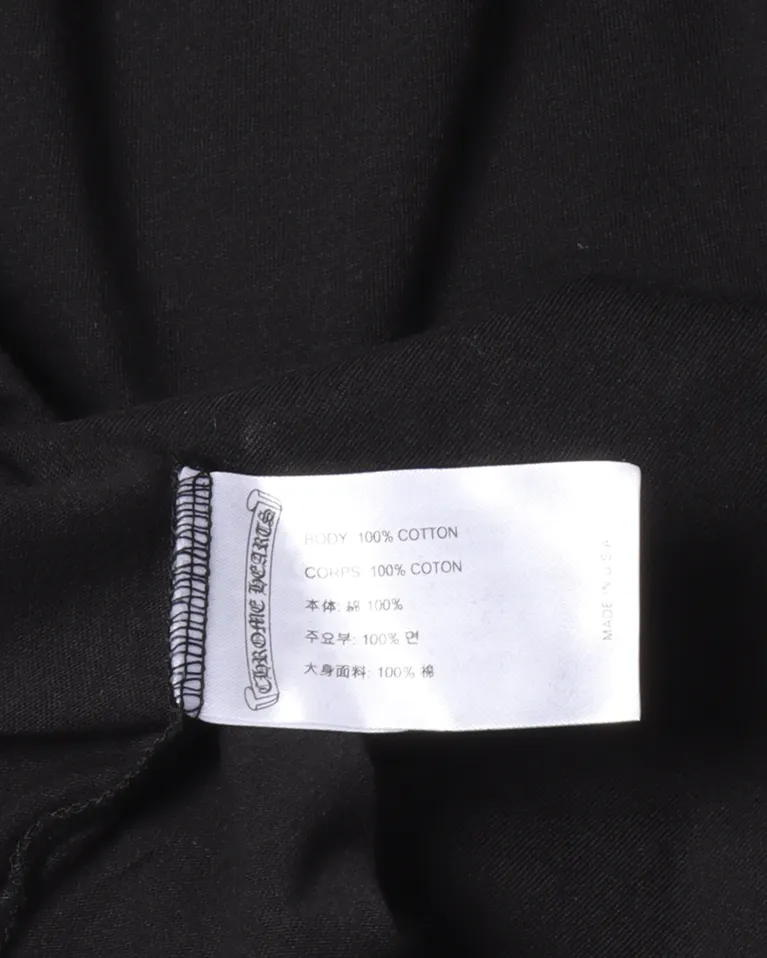 CHROME HEARTS
BODY: 100% COTTON
CORPS: 100% COTON
本体: 綿 100%
주요부: 100% 면
大身面料: 100% 棉
MADE IN U.S.A